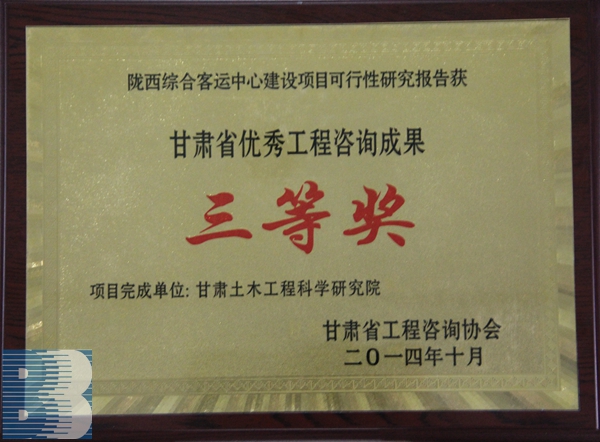 陇西综合客运中心建设项目可行性研究报告获
甘肃省优秀工程咨询成果
三等奖
项目完成单位: 甘肃土木工程科学研究院
甘肃省工程咨询协会
二〇一四年十月
B